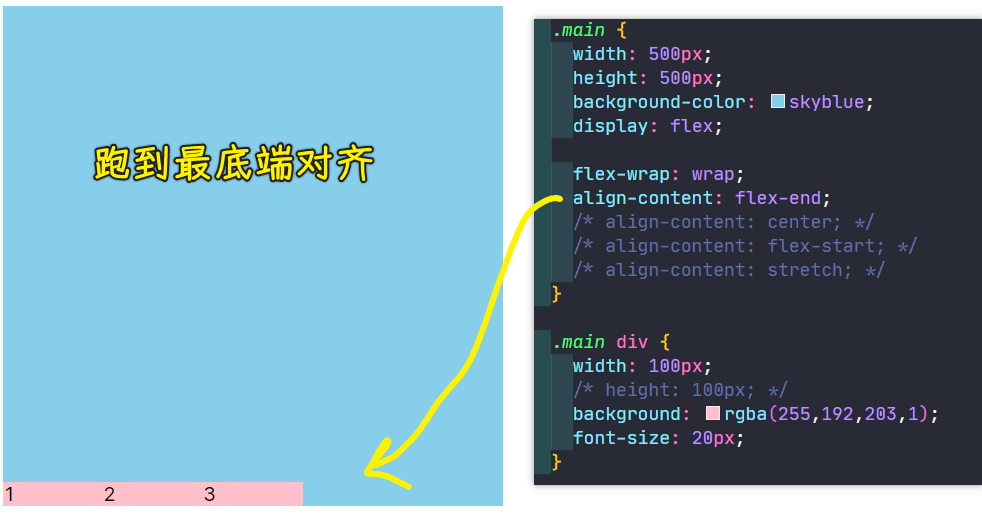 跑到最底端对齐
1 2 3
.main {
width: 500px;
height: 500px;
background-color: skyblue;
display: flex;
flex-wrap: wrap;
align-content: flex-end;
/* align-content: center; */
/* align-content: flex-start; */
/* align-content: stretch; */
}
.main div {
width: 100px;
/* height: 100px; */
background: rgba(255,192,203,1);
font-size: 20px;
}